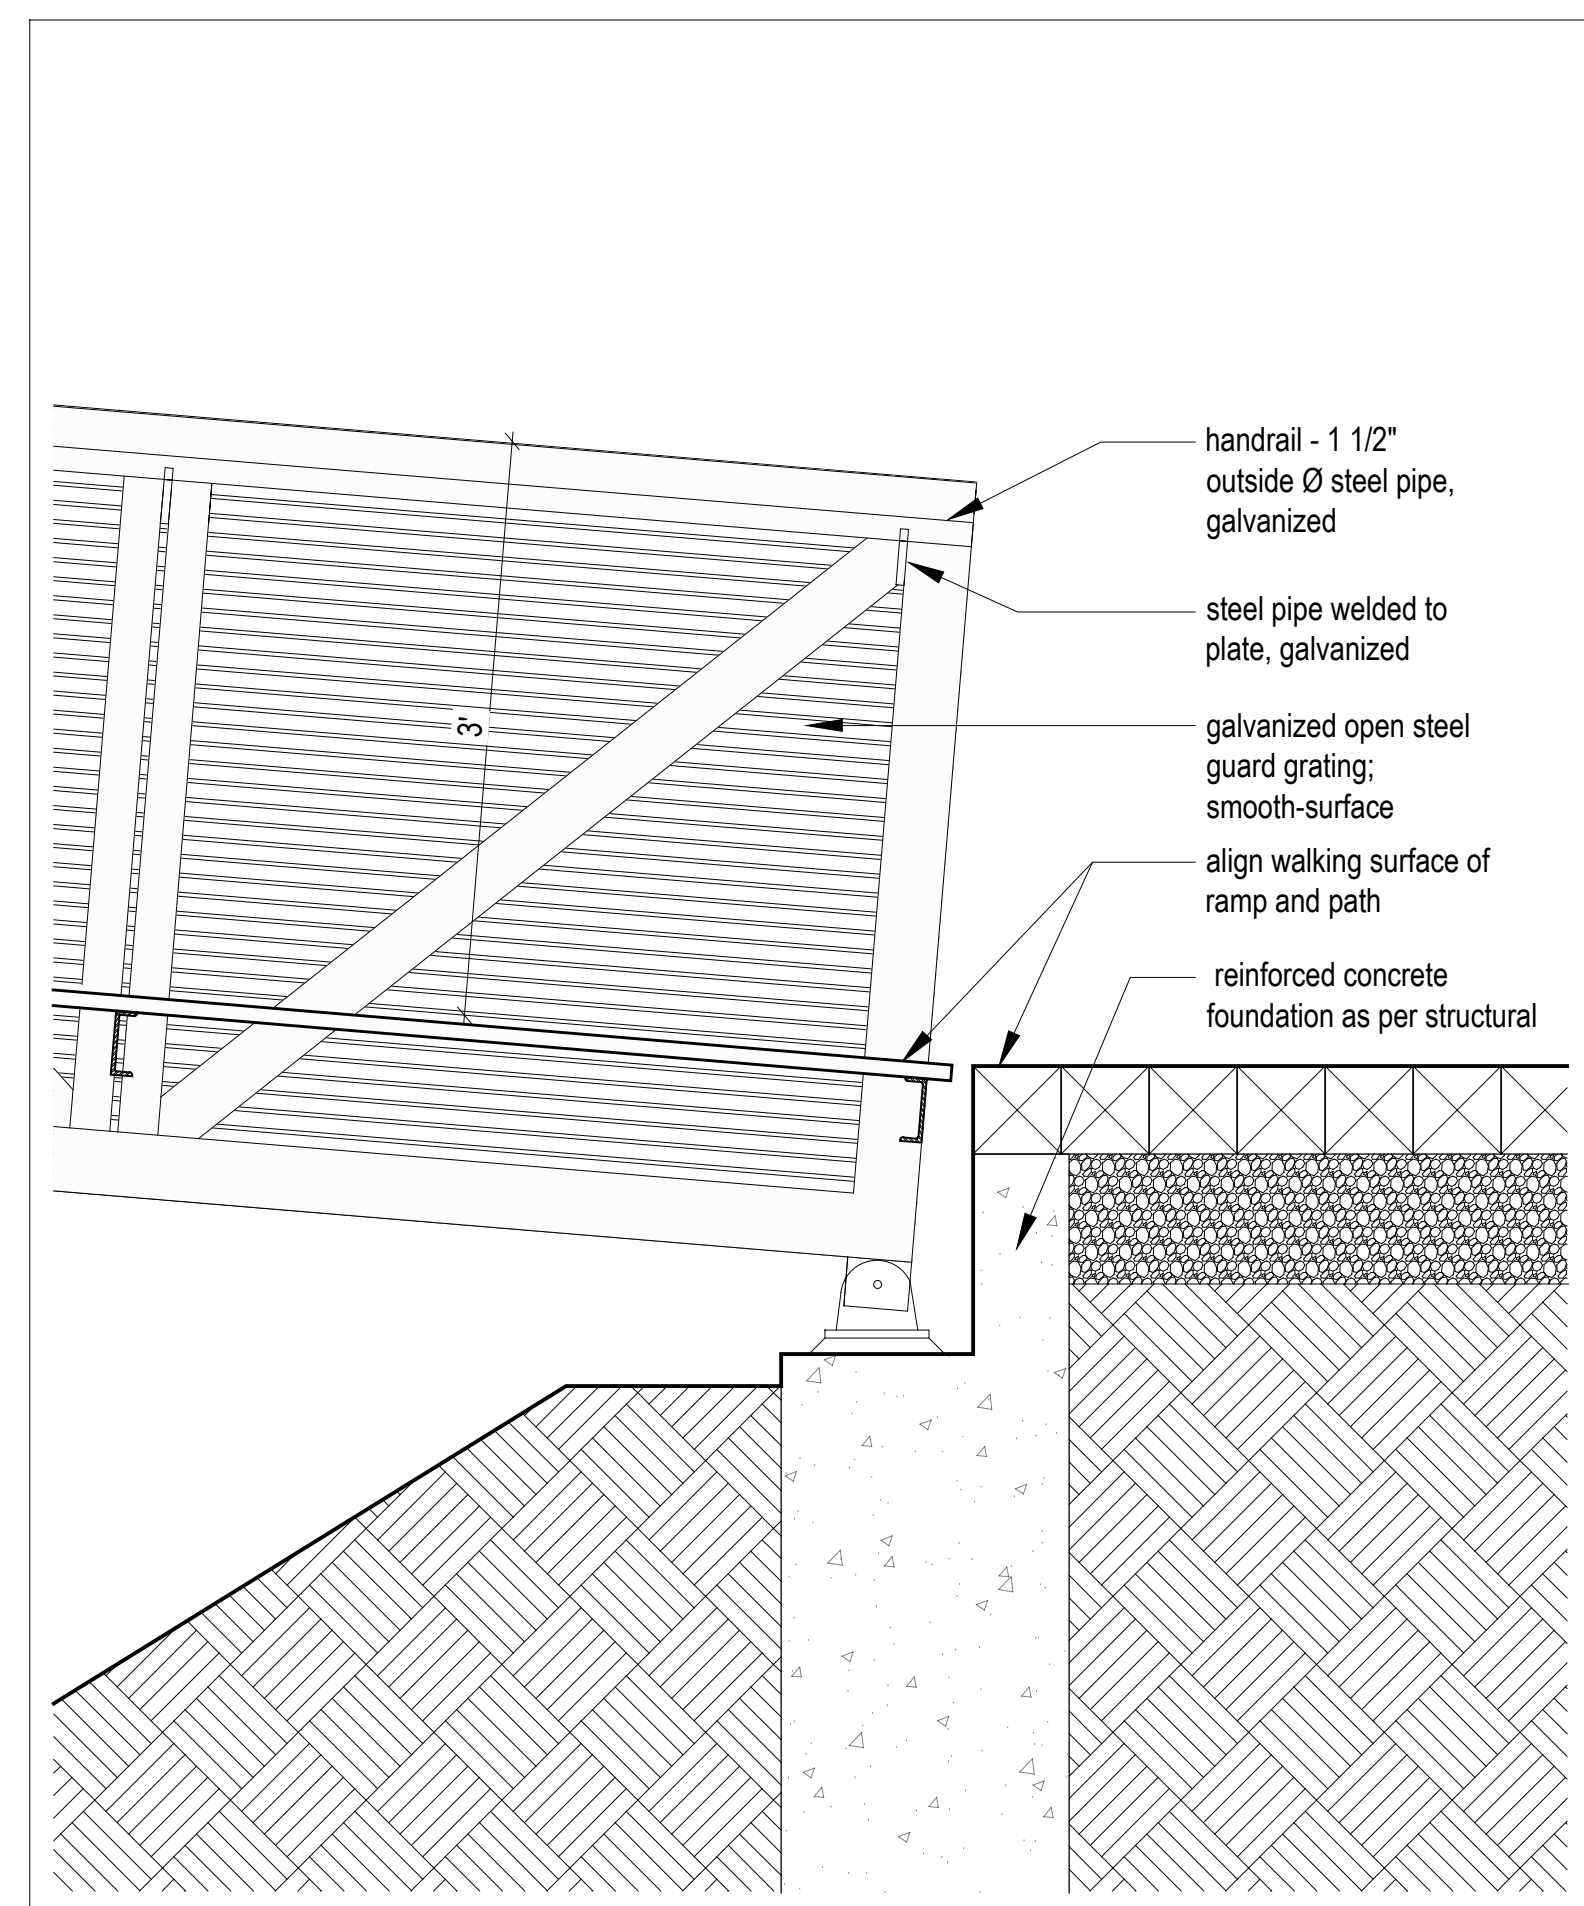 handrail - 1 1/2"
outside Ø steel pipe,
galvanized
steel pipe welded to
plate, galvanized
3'
galvanized open steel
guard grating;
smooth-surface
align walking surface of
ramp and path
reinforced concrete
foundation as per structural